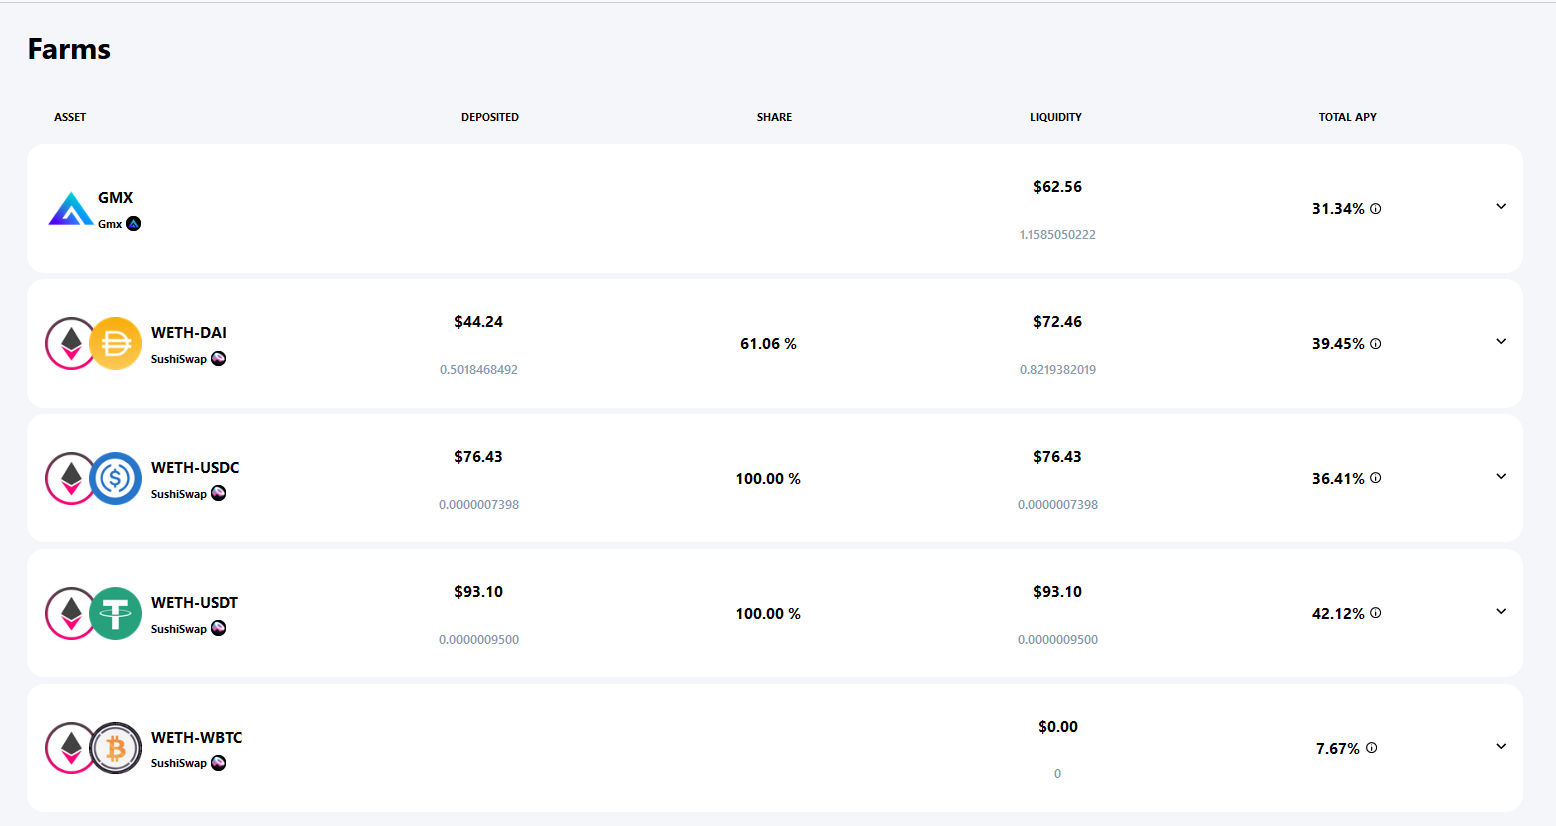 Farms
ASSET DEPOSITED SHARE LIQUIDITY TOTAL APY
GMX
Gmx
$62.56
1.1585050222
31.34%
WETH-DAI
SushiSwap
$44.24
0.5018468492
61.06 %
$72.46
0.8219382019
39.45%
WETH-USDC
SushiSwap
$76.43
0.0000007398
100.00 %
$76.43
0.0000007398
36.41%
WETH-USDT
SushiSwap
$93.10
0.0000009500
100.00 %
$93.10
0.0000009500
42.12%
WETH-WBTC
SushiSwap
$0.00
0
7.67%